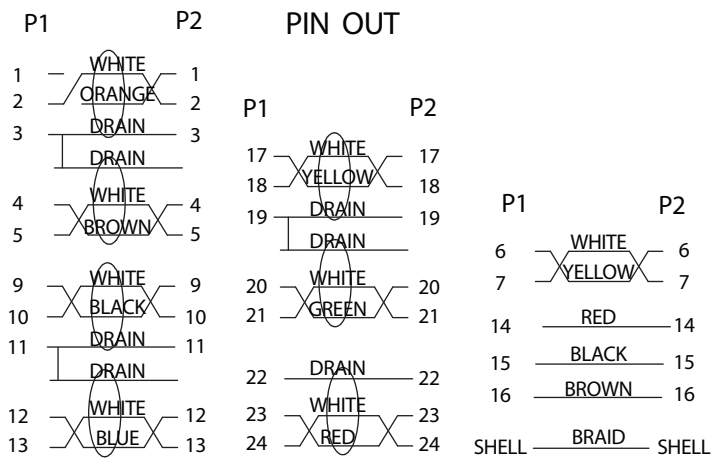 PIN OUT
P1 P2
1 WHITE 1
2 ORANGE 2
3 DRAIN 3
DRAIN
4 WHITE 4
5 BROWN 5
9 WHITE 9
10 BLACK 10
11 DRAIN 11
DRAIN
12 WHITE 12
13 BLUE 13
P1 P2
17 WHITE 17
18 YELLOW 18
19 DRAIN 19
DRAIN
20 WHITE 20
21 GREEN 21
22 DRAIN 22
23 WHITE 23
24 RED 24
P1 P2
6 WHITE 6
7 YELLOW 7
14 RED 14
15 BLACK 15
16 BROWN 16
SHELL BRAID SHELL